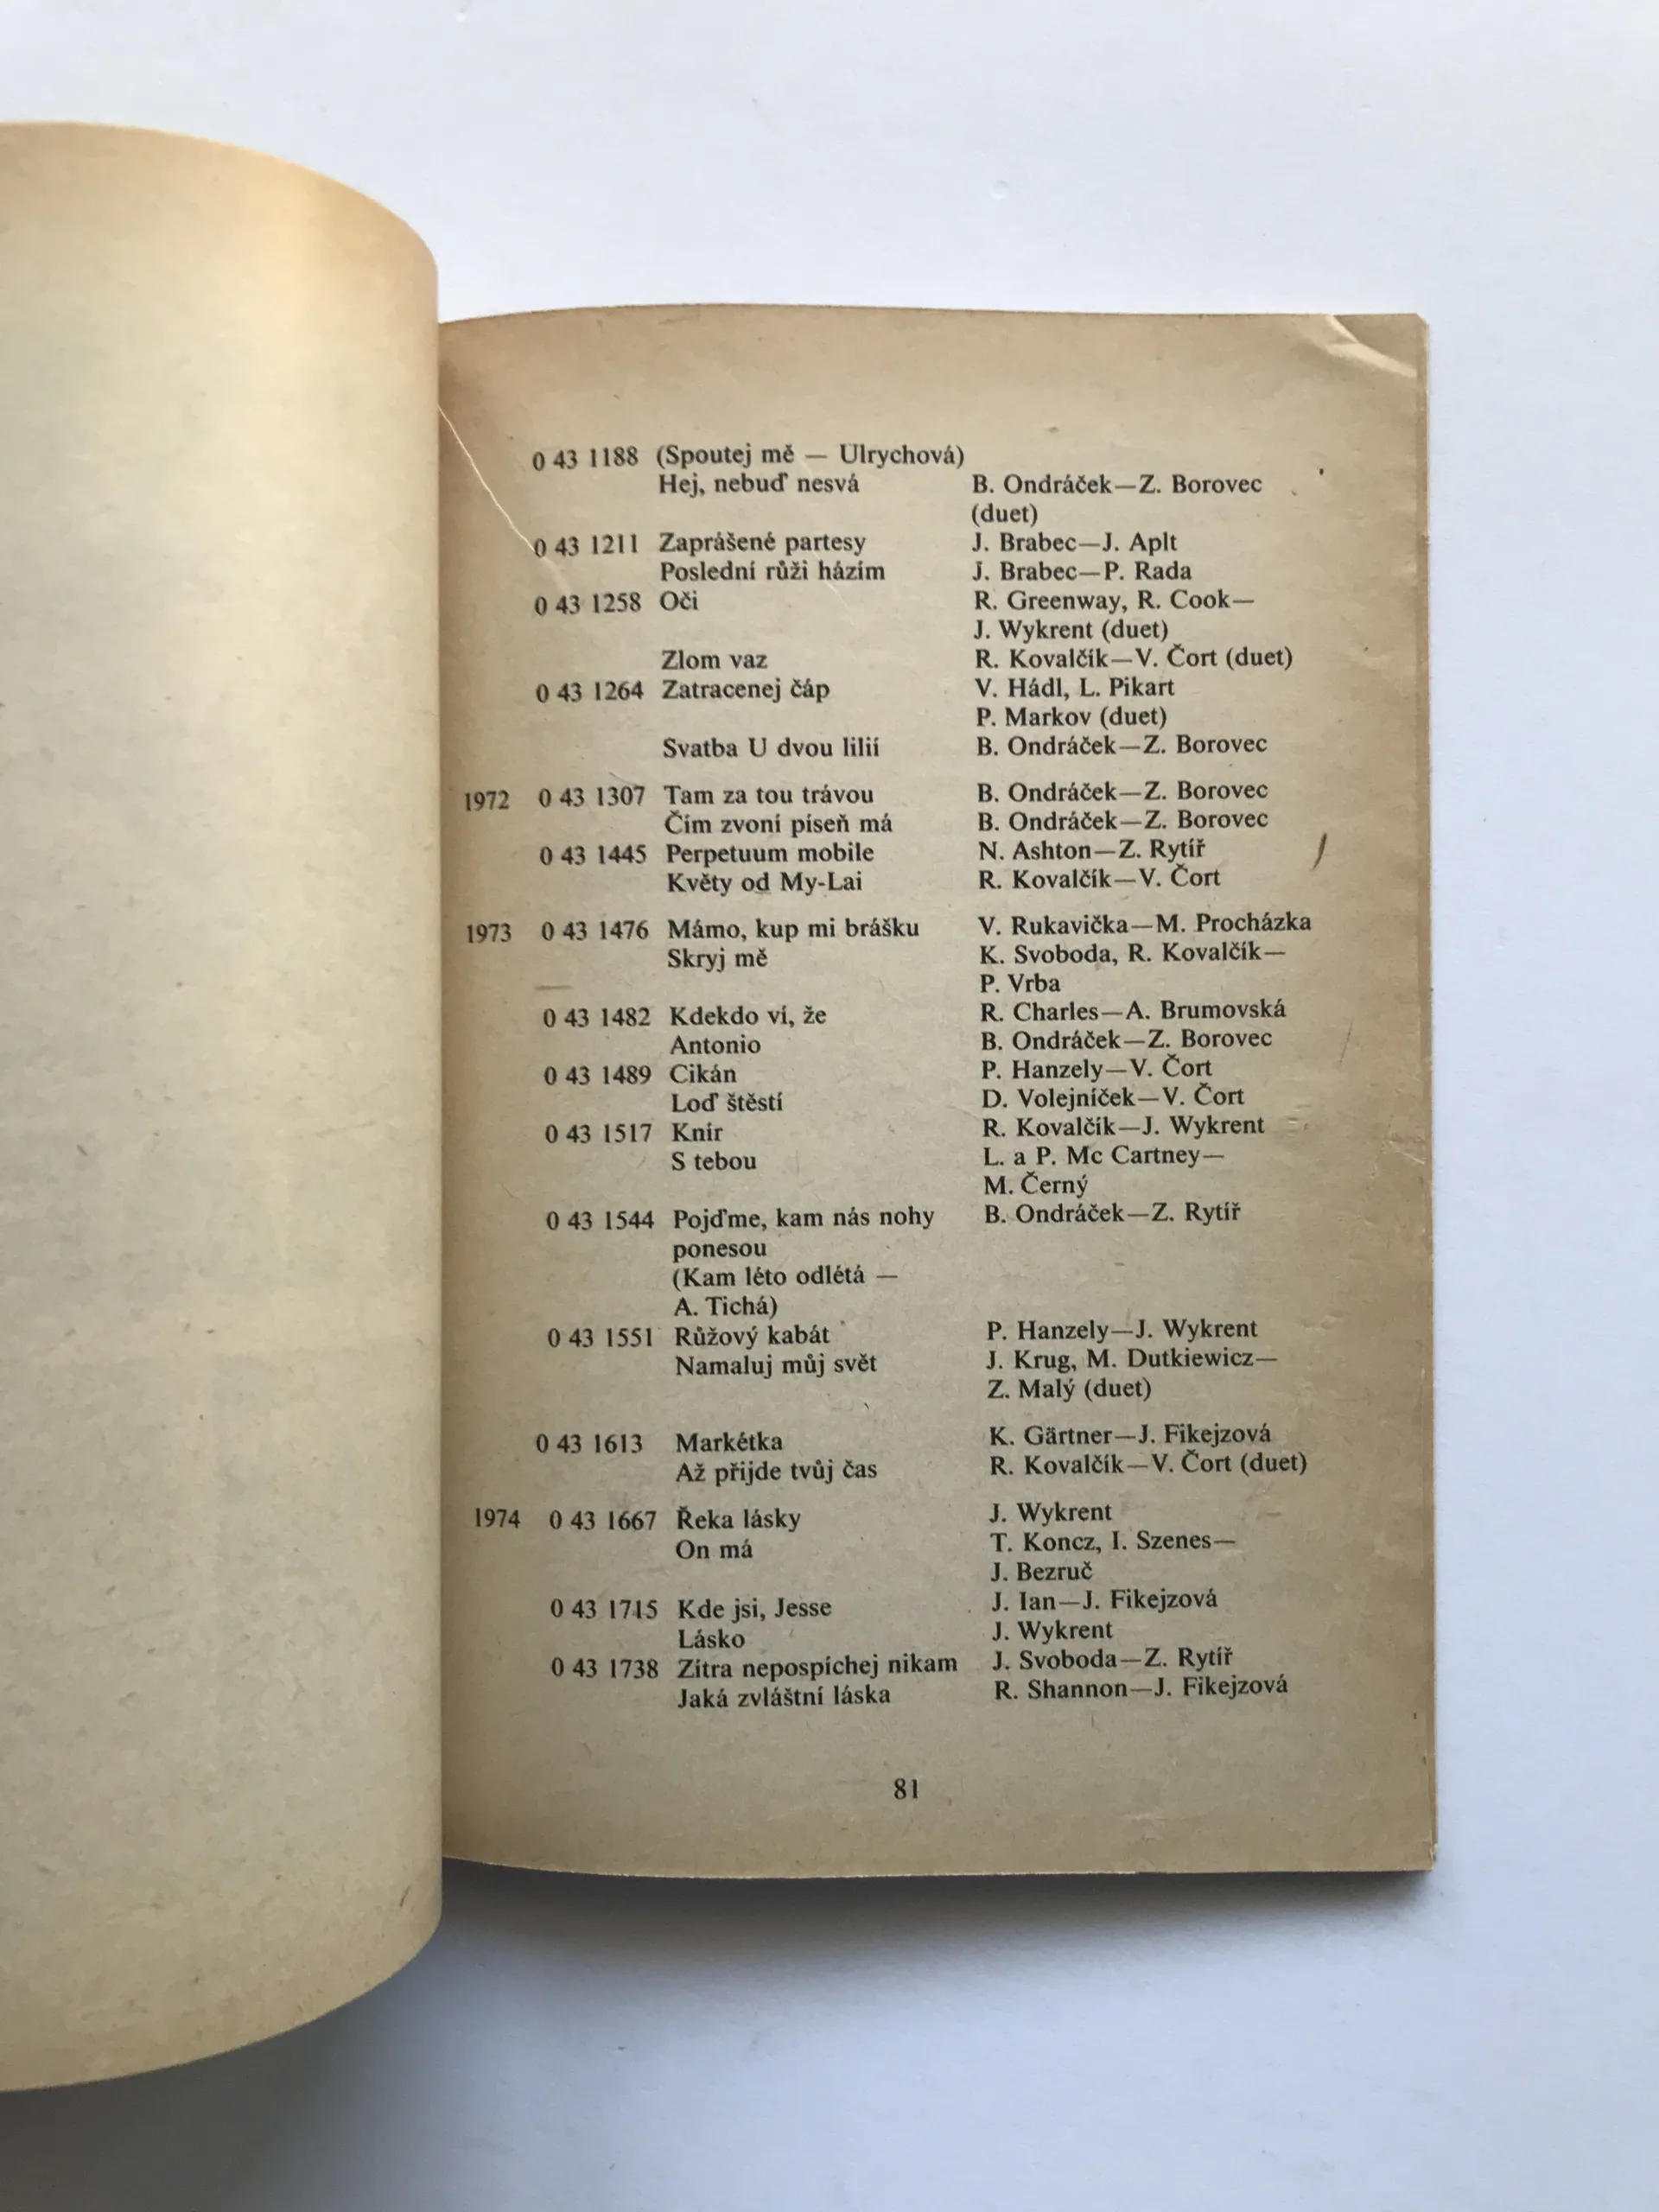 0 43 1188 (Spoutej mě — Ulrychová)
Hej, nebuď nesvá B. Ondráček—Z. Borovec
(duet)
0 43 1211 Zaprášené partesy J. Brabec—J. Aplt
Poslední růži házím J. Brabec—P. Rada
0 43 1258 Oči R. Greenway, R. Cook—
J. Wykrent (duet)
Zlom vaz R. Kovalčík—V. Čort (duet)
0 43 1264 Zatracenej čáp V. Hádl, L. Pikart
P. Markov (duet)
Svatba U dvou lilií B. Ondráček—Z. Borovec
1972 0 43 1307 Tam za tou trávou B. Ondráček—Z. Borovec
Čím zvoní píseň má B. Ondráček—Z. Borovec
0 43 1445 Perpetuum mobile N. Ashton—Z. Rytíř
Květy od My-Lai R. Kovalčík—V. Čort
1973 0 43 1476 Mámo, kup mi brášku V. Rukavička—M. Procházka
Skryj mě K. Svoboda, R. Kovalčík—
P. Vrba
0 43 1482 Kdekdo ví, že R. Charles—A. Brumovská
Antonio B. Ondráček—Z. Borovec
0 43 1489 Cikán P. Hanzely—V. Čort
Loď štěstí D. Volejníček—V. Čort
0 43 1517 Knír R. Kovalčík—J. Wykrent
S tebou L. a P. Mc Cartney—
M. Černý
0 43 1544 Pojďme, kam nás nohy B. Ondráček—Z. Rytíř
ponesou
(Kam léto odlétá —
A. Tichá)
0 43 1551 Růžový kabát P. Hanzely—J. Wykrent
Namaluj můj svět J. Krug, M. Dutkiewicz—
Z. Malý (duet)
0 43 1613 Markétka K. Gärtner—J. Fikejzová
Až přijde tvůj čas R. Kovalčík—V. Čort (duet)
1974 0 43 1667 Řeka lásky J. Wykrent
On má T. Koncz, I. Szenes—
J. Bezruč
0 43 1715 Kde jsi, Jesse J. Ian—J. Fikejzová
Lásko J. Wykrent
0 43 1738 Zítra nepospíchej nikam J. Svoboda—Z. Rytíř
Jaká zvláštní láska R. Shannon—J. Fikejzová
81